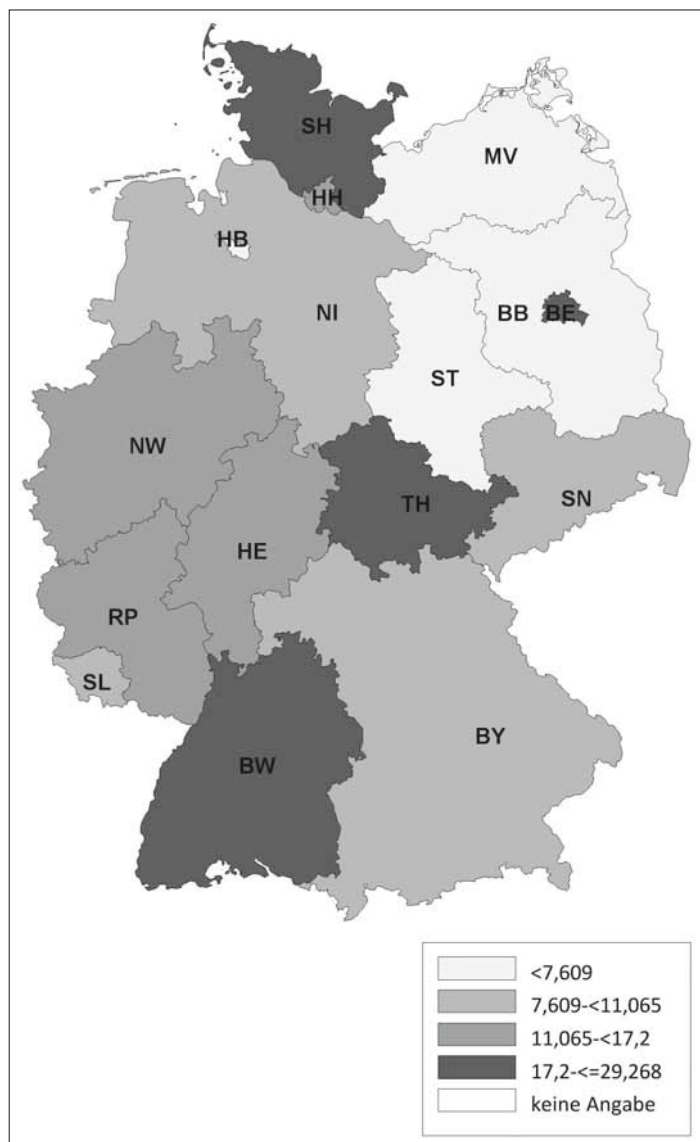 SH
MV
HH
HB
NI
BB
BE
ST
NW
TH
SN
HE
RP
SL
BW
BY
<7,609
7,609-<11,065
11,065-<17,2
17,2-<=29,268
keine Angabe